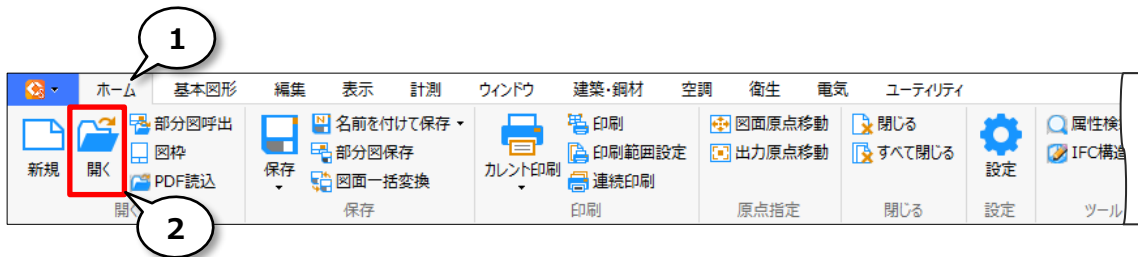 1
ホーム 基本図形 編集 表示 計測 ウィンドウ 建築・鋼材 空調 衛生 電気 ユーティリティ
部分図呼出 名前を付けて保存 印刷 図面原点移動 閉じる 属性検
新規 開く 図枠 保存 部分図保存 カレント印刷 印刷範囲設定 出力原点移動 すべて閉じる 設定 IFC構造
PDF読込 図面一括変換 連続印刷
開く 保存 印刷 原点指定 閉じる 設定 ツール
2